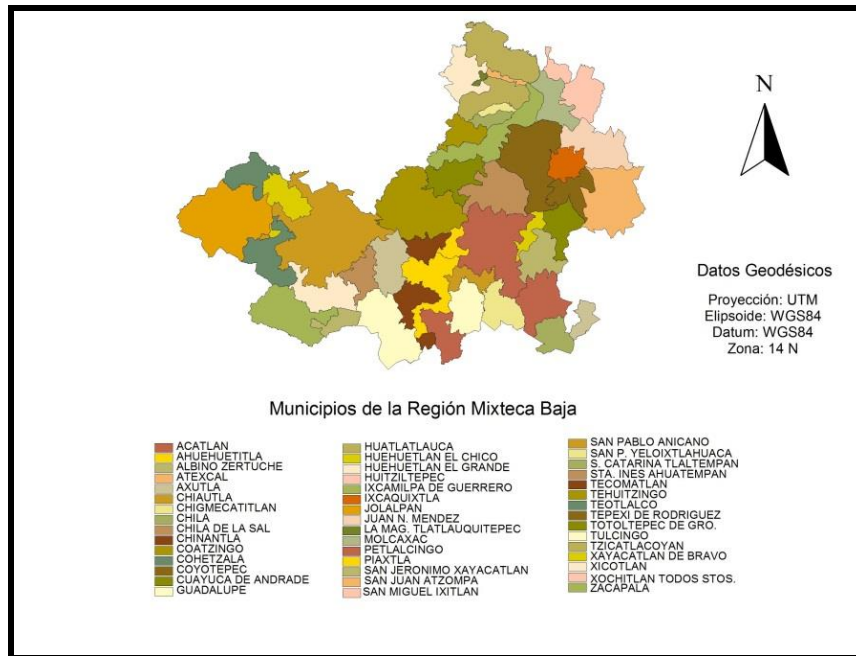 N
Datos Geodésicos
Proyección: UTM
Elipsoide: WGS84
Datum: WGS84
Zona: 14 N
Municipios de la Región Mixteca Baja
ACATLAN
AHUEHUETITLA
ALBINO ZERTUCHE
ATEXCAL
AXUTLA
CHIAUTLA
CHIGMECATITLAN
CHILA
CHILA DE LA SAL
CHINANTLA
COATZINGO
COHETZALA
COYOTEPEC
CUAYUCA DE ANDRADE
GUADALUPE
HUATLATLAUCA
HUEHUETLAN EL CHICO
HUEHUETLAN EL GRANDE
HUITZILTEPEC
IXCAMILPA DE GUERRERO
IXCAQUIXTLA
JOLALPAN
JUAN N. MENDEZ
LA MAG. TLATLAUQUITEPEC
MOLCAXAC
PETLALCINGO
PIAXTLA
SAN JERONIMO XAYACATLAN
SAN JUAN ATZOMPA
SAN MIGUEL IXITLAN
SAN PABLO ANICANO
SAN P. YELOIXTLAHUACA
S. CATARINA TLALTEMPAN
STA. INES AHUATEMPAN
TECOMATLAN
TEHUITZINGO
TEOTLALCO
TEPEXI DE RODRIGUEZ
TOTOLTEPEC DE GRO.
TULCINGO
TZICATLACOYAN
XAYACATLAN DE BRAVO
XICOTLAN
XOCHITLAN TODOS STOS.
ZACAPALA